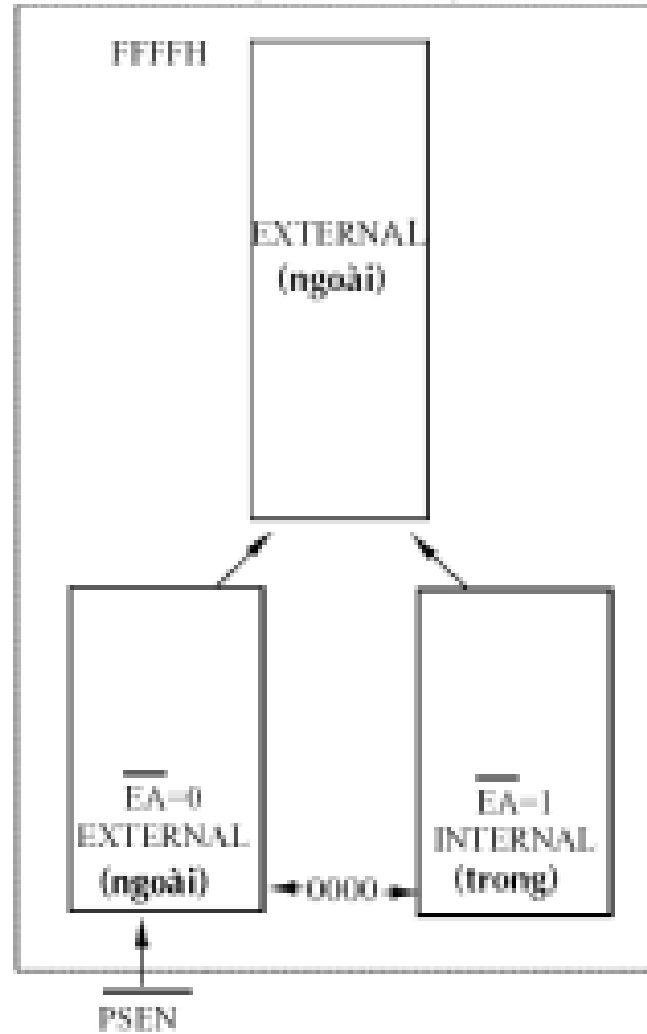 FFFFH
EXTERNAL
(ngoài)
EA=0
EXTERNAL
(ngoài)
0000
EA=1
INTERNAL
(trong)
PSEN